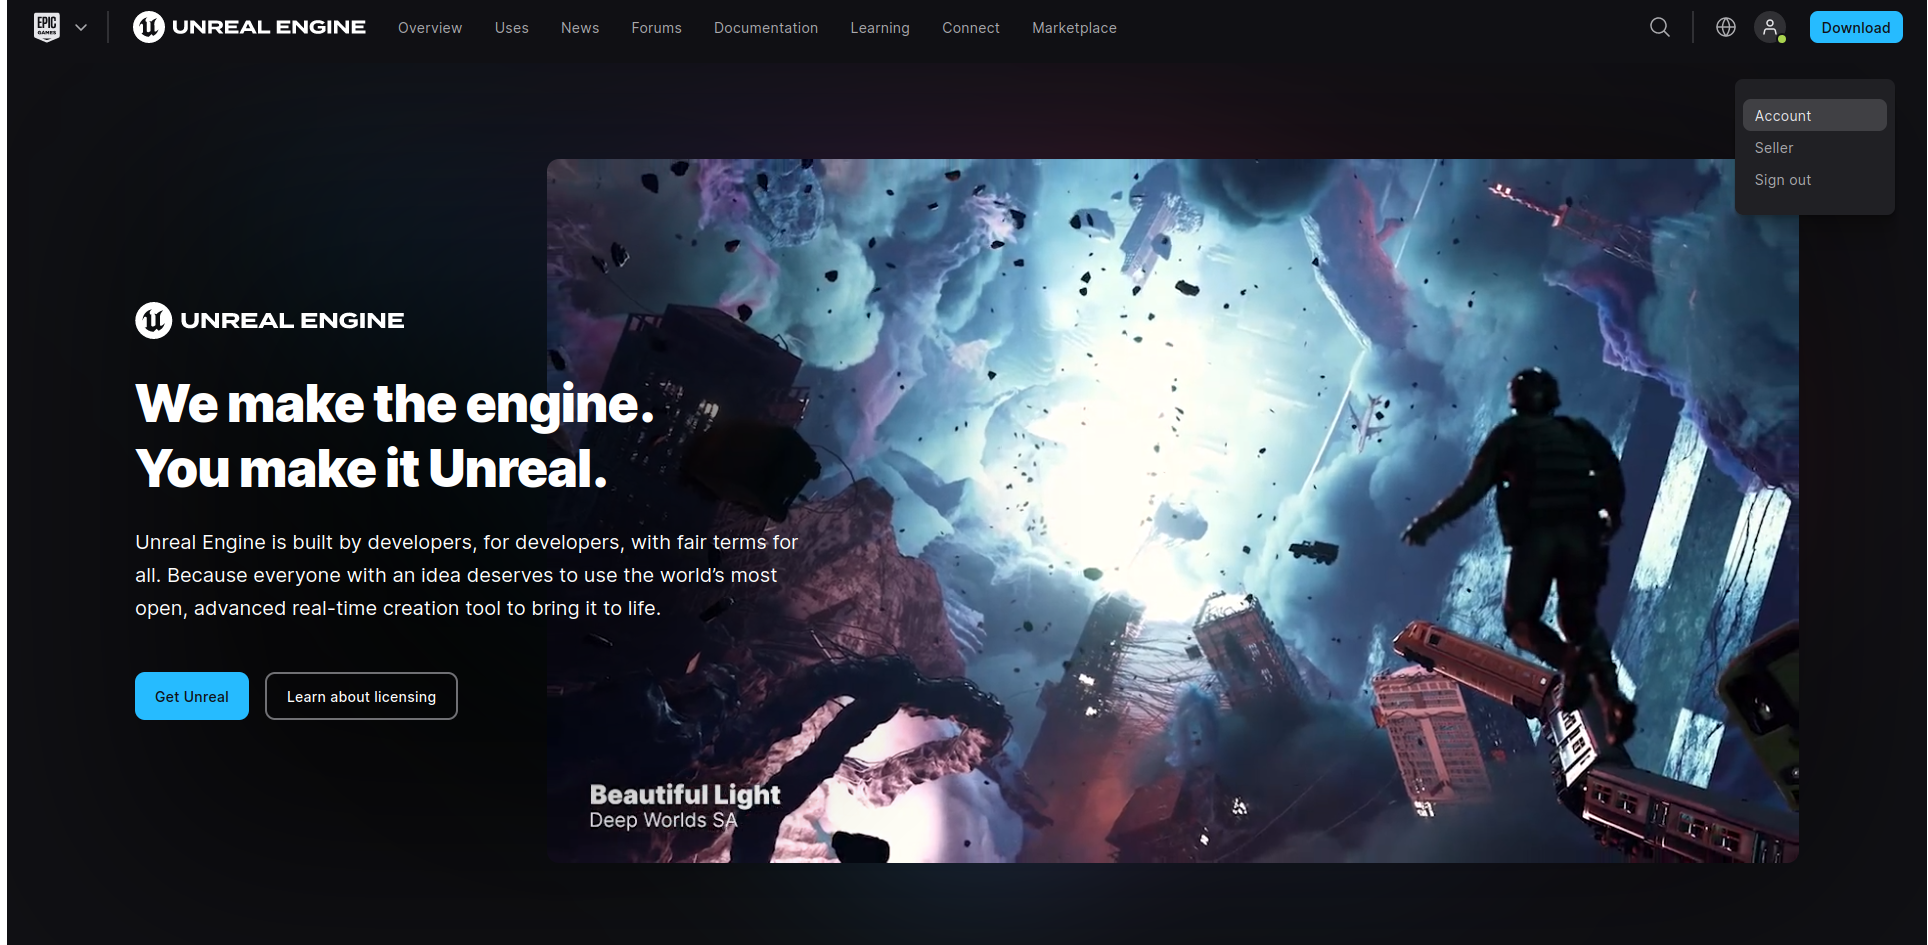 EPIC
GAMES
UNREAL ENGINE
Overview
Uses
News
Forums
Documentation
Learning
Connect
Marketplace
Download
Account
Seller
Sign out
UNREAL ENGINE
We make the engine.
You make it Unreal.
Unreal Engine is built by developers, for developers, with fair terms for
all. Because everyone with an idea deserves to use the world’s most
open, advanced real-time creation tool to bring it to life.
Get Unreal
Learn about licensing
Beautiful Light
Deep Worlds SA